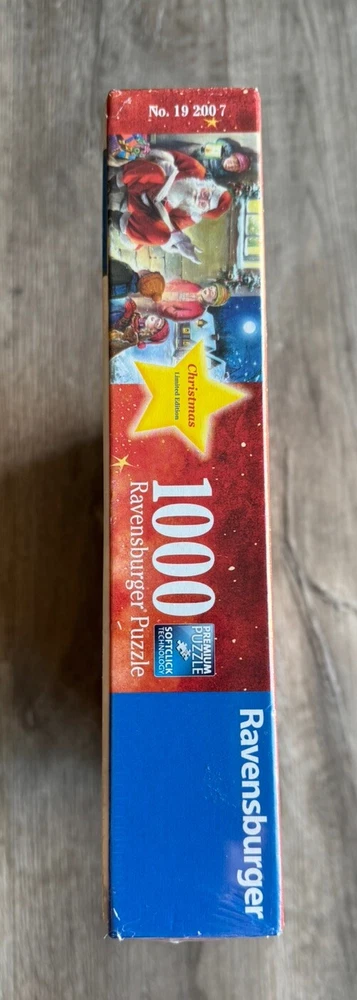 No. 19 200 7
Christmas
Limited Edition
1000
Ravensburger® Puzzle
PREMIUM
PUZZLE
SOFTCLICK
TECHNOLOGY
Ravensburger